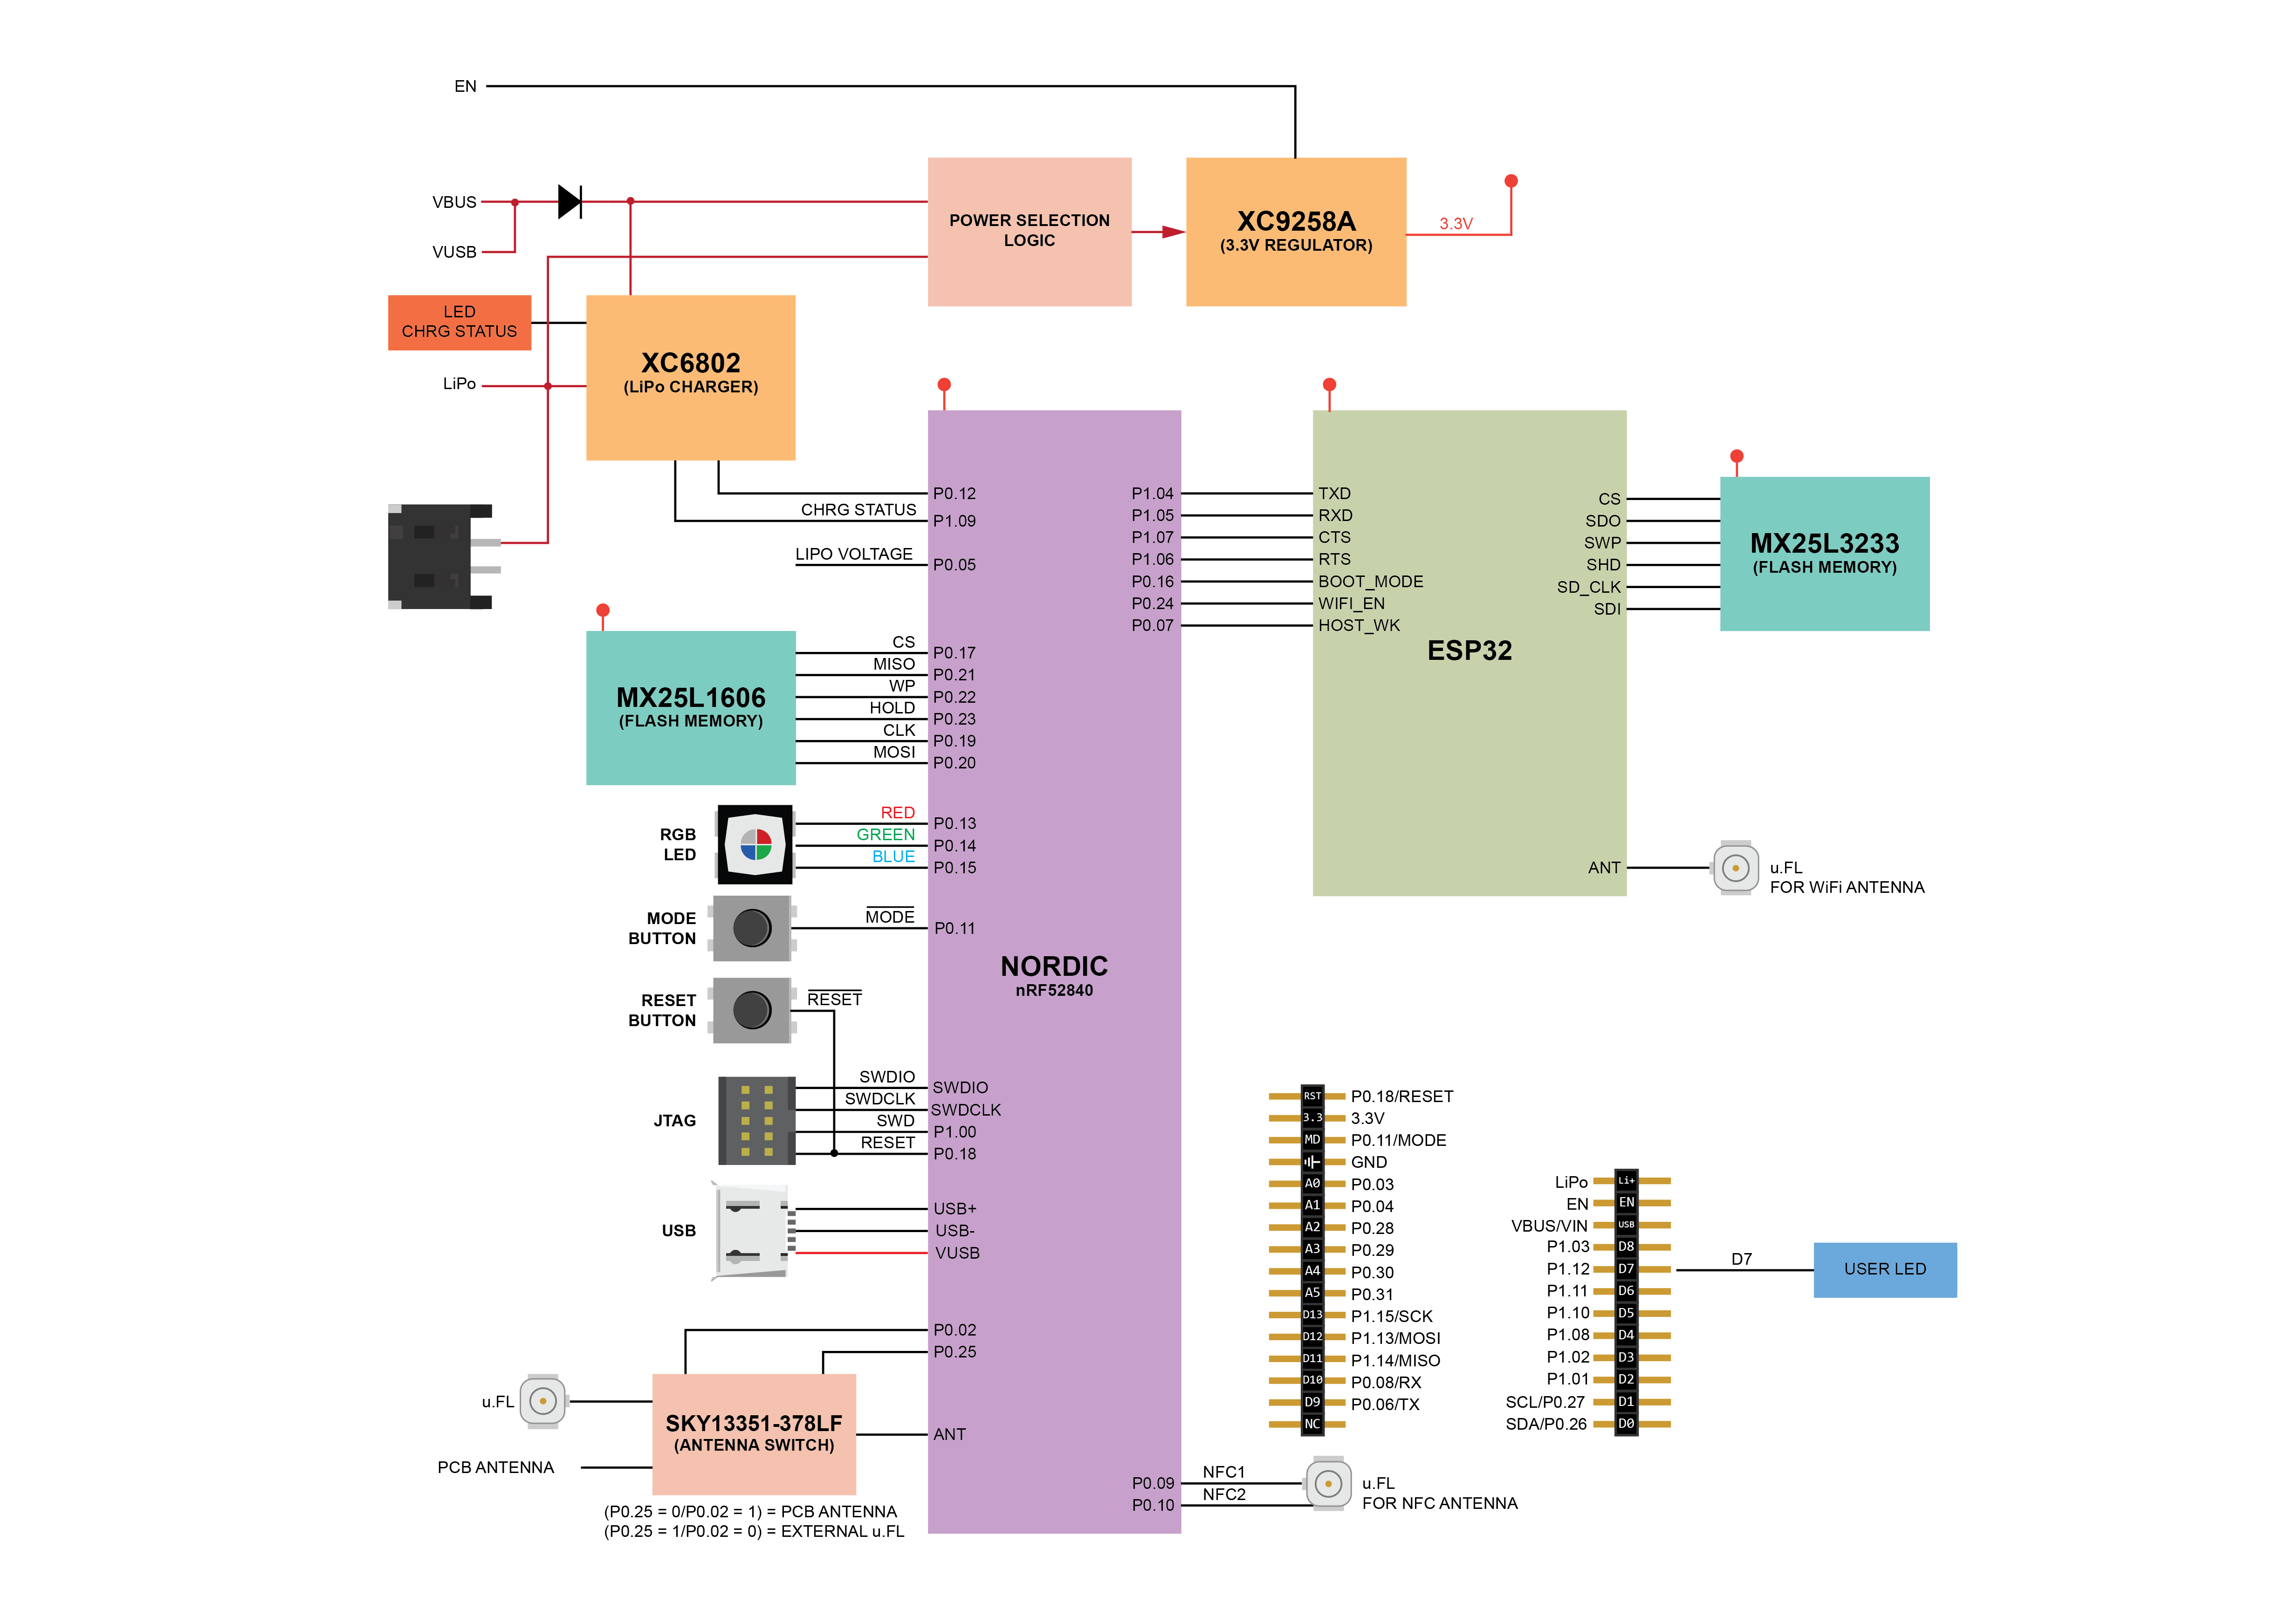 EN
VBUS
VUSB
POWER SELECTION
LOGIC
XC9258A
(3.3V REGULATOR)
3.3V
LED
CHRG STATUS
LiPo
XC6802
(LiPo CHARGER)
P0.12
CHRG STATUS
P1.09
LIPO VOLTAGE
P0.05
P1.04
P1.05
P1.07
P1.06
P0.16
P0.24
P0.07
TXD
RXD
CTS
RTS
BOOT_MODE
WIFI_EN
HOST_WK
ESP32
CS
SDO
SWP
SHD
SD_CLK
SDI
MX25L3233
(FLASH MEMORY)
MX25L1606
(FLASH MEMORY)
CS
MISO
WP
HOLD
CLK
MOSI
P0.17
P0.21
P0.22
P0.23
P0.19
P0.20
RGB
LED
RED
GREEN
BLUE
P0.13
P0.14
P0.15
ANT
u.FL
FOR WiFi ANTENNA
MODE
BUTTON
MODE
P0.11
NORDIC
nRF52840
RESET
BUTTON
RESET
JTAG
SWDIO
SWDCLK
SWD
RESET
SWDIO
SWDCLK
P1.00
P0.18
USB
USB+
USB-
VUSB
P0.02
P0.25
u.FL
SKY13351-378LF
(ANTENNA SWITCH)
ANT
PCB ANTENNA
(P0.25 = 0/P0.02 = 1) = PCB ANTENNA
(P0.25 = 1/P0.02 = 0) = EXTERNAL u.FL
RST P0.18/RESET
3.3 3.3V
MD P0.11/MODE
GND
A0 P0.03
A1 P0.04
A2 P0.28
A3 P0.29
A4 P0.30
A5 P0.31
D13 P1.15/SCK
D12 P1.13/MOSI
D11 P1.14/MISO
D10 P0.08/RX
D9 P0.06/TX
NC
LiPo Li+
EN EN
VBUS/VIN USB
P1.03 D8
P1.12 D7
P1.11 D6
P1.10 D5
P1.08 D4
P1.02 D3
P1.01 D2
SCL/P0.27 D1
SDA/P0.26 D0
D7
USER LED
P0.09
P0.10
NFC1
NFC2
u.FL
FOR NFC ANTENNA